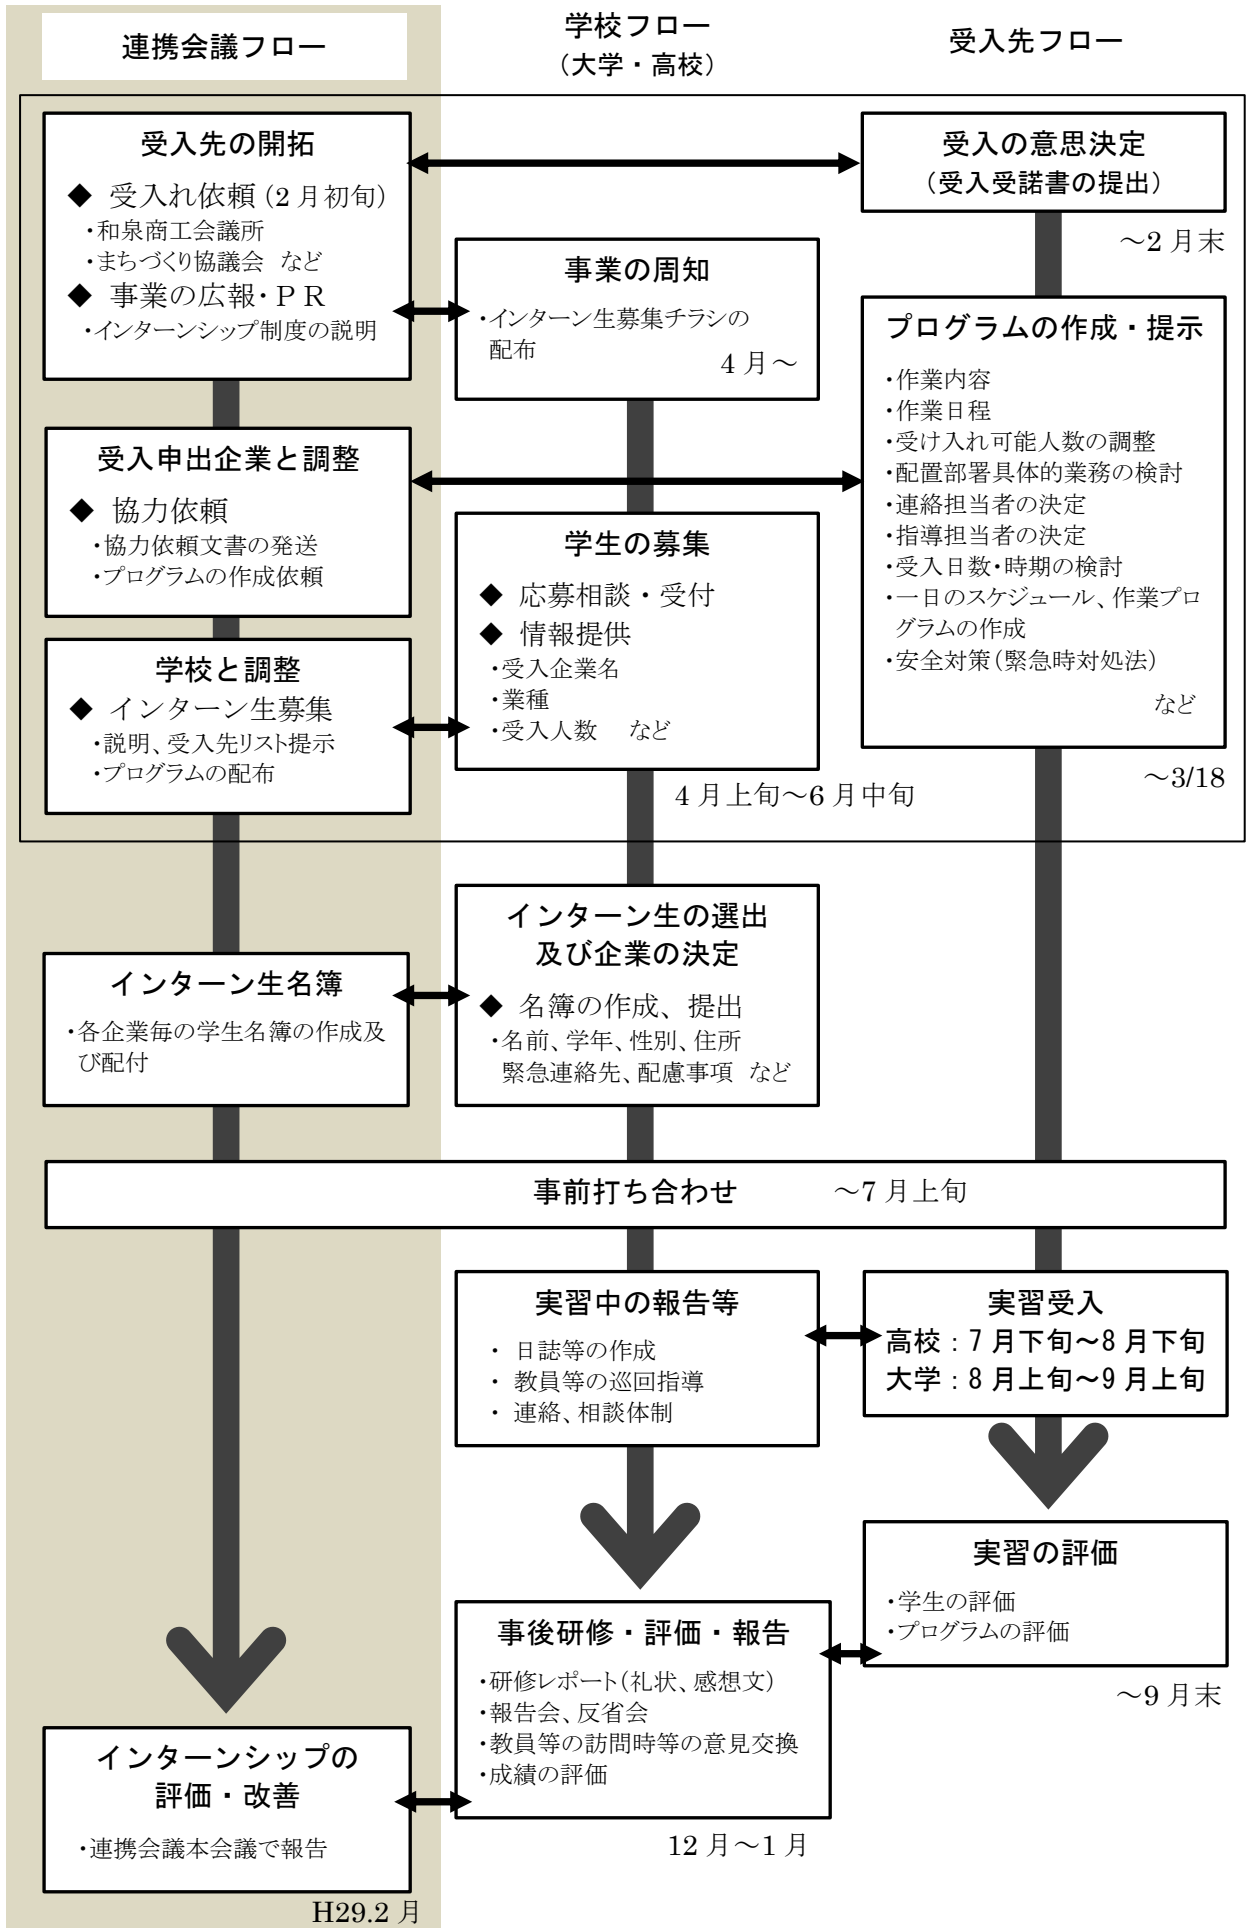 連携会議フロー
学校フロー
（大学・高校）
受入先フロー
受入先の開拓
◆ 受入れ依頼（2月初旬）
・和泉商工会議所
・まちづくり協議会 など
◆ 事業の広報・ＰＲ
・インターンシップ制度の説明
受入の意思決定
（受入受諾書の提出）
～2月末
事業の周知
・インターン生募集チラシの
配布
4月～
プログラムの作成・提示
・作業内容
・作業日程
・受け入れ可能人数の調整
・配置部署具体的業務の検討
・連絡担当者の決定
・指導担当者の決定
・受入日数・時期の検討
・一日のスケジュール、作業プロ
グラムの作成
・安全対策（緊急時対処法）
など
～3/18
受入申出企業と調整
◆ 協力依頼
・協力依頼文書の発送
・プログラムの作成依頼
学生の募集
◆ 応募相談・受付
◆ 情報提供
・受入企業名
・業種
・受入人数 など
4月上旬～6月中旬
学校と調整
◆ インターン生募集
・説明、受入先リスト提示
・プログラムの配布
インターン生の選出
及び企業の決定
◆ 名簿の作成、提出
・名前、学年、性別、住所
緊急連絡先、配慮事項 など
インターン生名簿
・各企業毎の学生名簿の作成及
び配付
事前打ち合わせ ～7月上旬
実習中の報告等
・ 日誌等の作成
・ 教員等の巡回指導
・ 連絡、相談体制
実習受入
高校：7月下旬～8月下旬
大学：8月上旬～9月上旬
実習の評価
・学生の評価
・プログラムの評価
～9月末
事後研修・評価・報告
・研修レポート（礼状、感想文）
・報告会、反省会
・教員等の訪問時等の意見交換
・成績の評価
12月～1月
インターンシップの
評価・改善
・連携会議本会議で報告
H29.2月